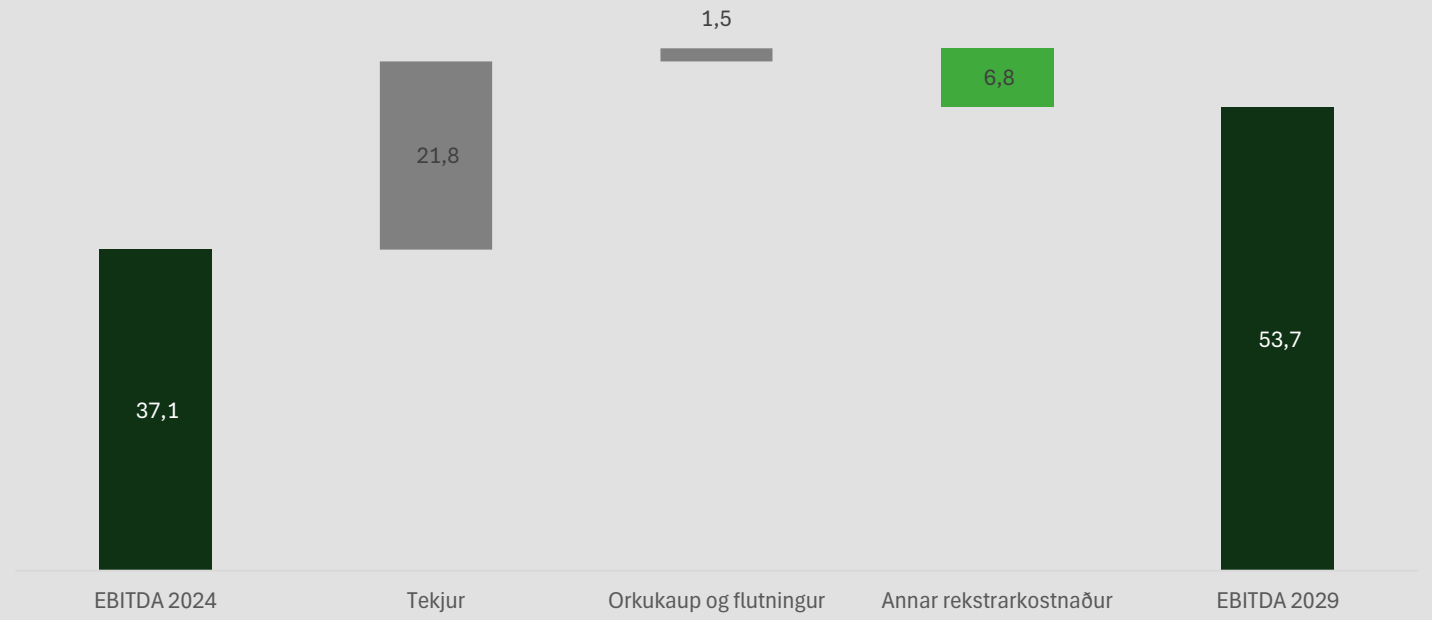 1,5
6,8
21,8
53,7
37,1
EBITDA 2024
Tekjur
Orkukaup og flutningur
Annar rekstrarkostnaður
EBITDA 2029